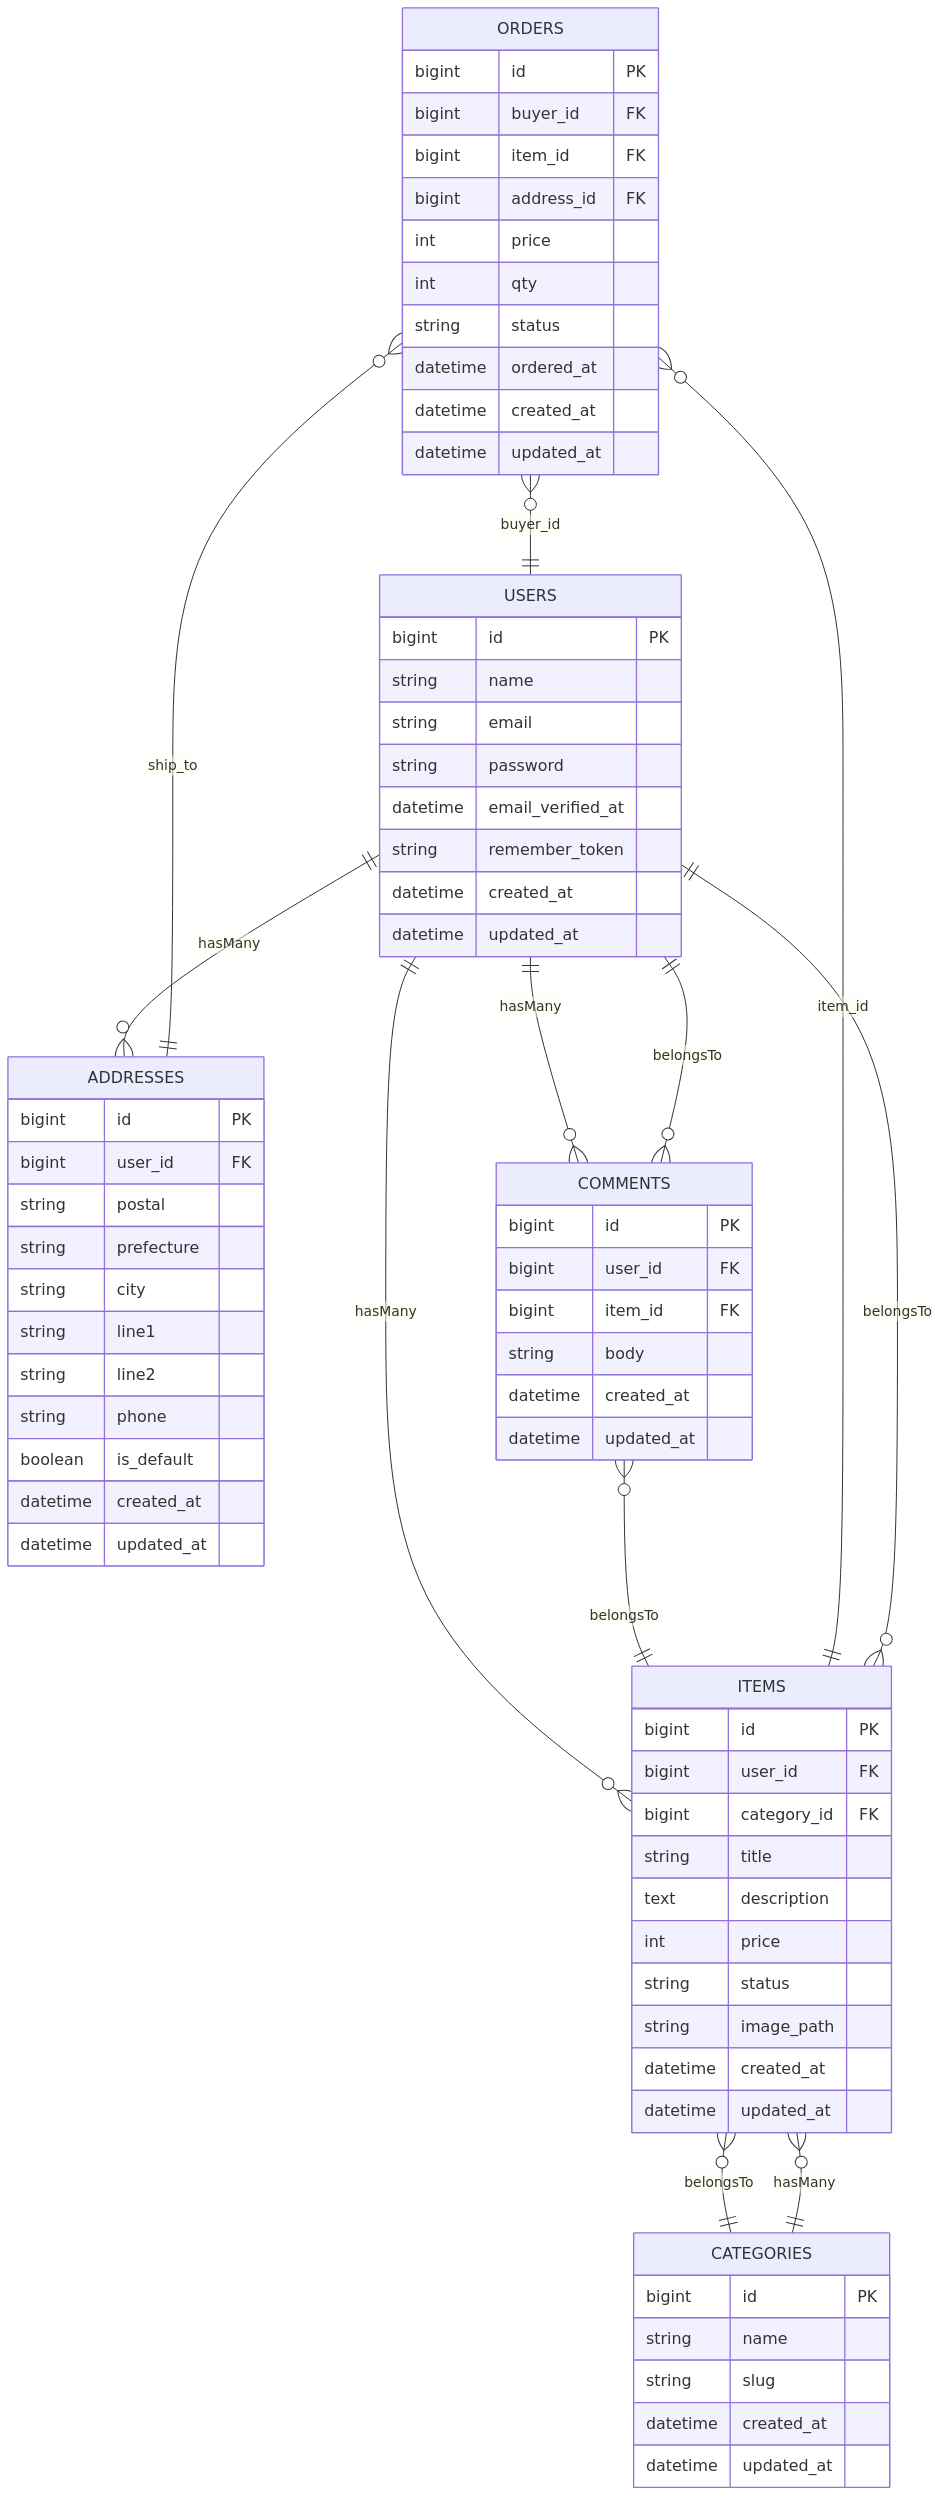 ORDERS
bigint id PK
bigint buyer_id FK
bigint item_id FK
bigint address_id FK
int price
int qty
string status
datetime ordered_at
datetime created_at
datetime updated_at
buyer_id
USERS
bigint id PK
string name
string email
string password
datetime email_verified_at
string remember_token
datetime created_at
datetime updated_at
ship_to
hasMany
hasMany
item_id
belongsTo
ADDRESSES
bigint id PK
bigint user_id FK
string postal
string prefecture
string city
string line1
string line2
string phone
boolean is_default
datetime created_at
datetime updated_at
COMMENTS
bigint id PK
bigint user_id FK
bigint item_id FK
string body
datetime created_at
datetime updated_at
hasMany
belongsTo
belongsTo
ITEMS
bigint id PK
bigint user_id FK
bigint category_id FK
string title
text description
int price
string status
string image_path
datetime created_at
datetime updated_at
belongsTo
hasMany
CATEGORIES
bigint id PK
string name
string slug
datetime created_at
datetime updated_at